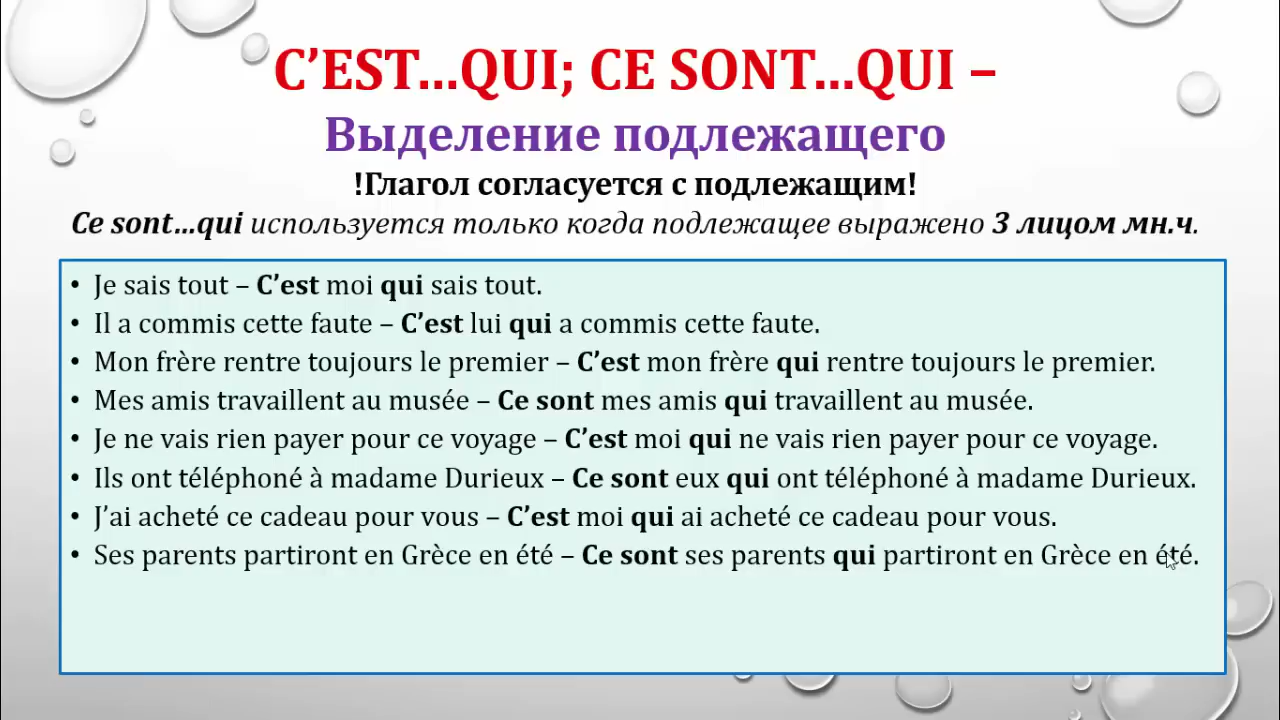 C’EST…QUI; CE SONT…QUI –
Выделение подлежащего
!Глагол согласуется с подлежащим!
Ce sont…qui используется только когда подлежащее выражено 3 лицом мн.ч.
• Je sais tout – C’est moi qui sais tout.
• Il a commis cette faute – C’est lui qui a commis cette faute.
• Mon frère rentre toujours le premier – C’est mon frère qui rentre toujours le premier.
• Mes amis travaillent au musée – Ce sont mes amis qui travaillent au musée.
• Je ne vais rien payer pour ce voyage – C’est moi qui ne vais rien payer pour ce voyage.
• Ils ont téléphoné à madame Durieux – Ce sont eux qui ont téléphoné à madame Durieux.
• J’ai acheté ce cadeau pour vous – C’est moi qui ai acheté ce cadeau pour vous.
• Ses parents partiront en Grèce en été – Ce sont ses parents qui partiront en Grèce en été.